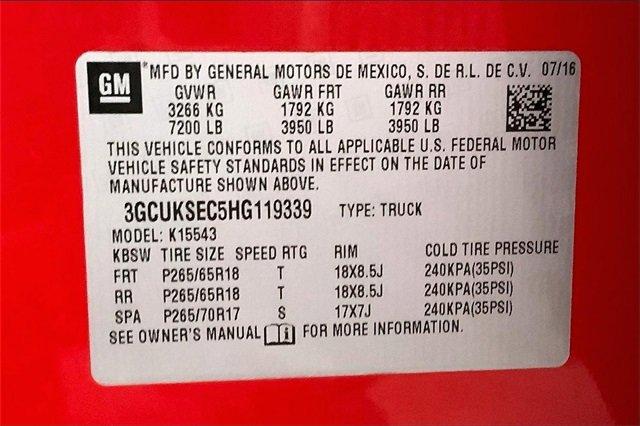 GM
*MFD BY GENERAL MOTORS DE MEXICO, S. DE R.L. DE C.V. 07/16
GVWR GAWR FRT GAWR RR
3266 KG 1792 KG 1792 KG
7200 LB 3950 LB 3950 LB
THIS VEHICLE CONFORMS TO ALL APPLICABLE U.S. FEDERAL MOTOR
VEHICLE SAFETY STANDARDS IN EFFECT ON THE DATE OF
MANUFACTURE SHOWN ABOVE.
3GCUKSEC5HG119339 TYPE: TRUCK
MODEL: K15543
KBSW TIRE SIZE SPEED RTG RIM COLD TIRE PRESSURE
FRT P265/65R18 T 18X8.5J 240KPA(35PSI)
RR P265/65R18 T 18X8.5J 240KPA(35PSI)
SPA P265/70R17 S 17X7J 240KPA(35PSI)
SEE OWNER'S MANUAL i FOR MORE INFORMATION.